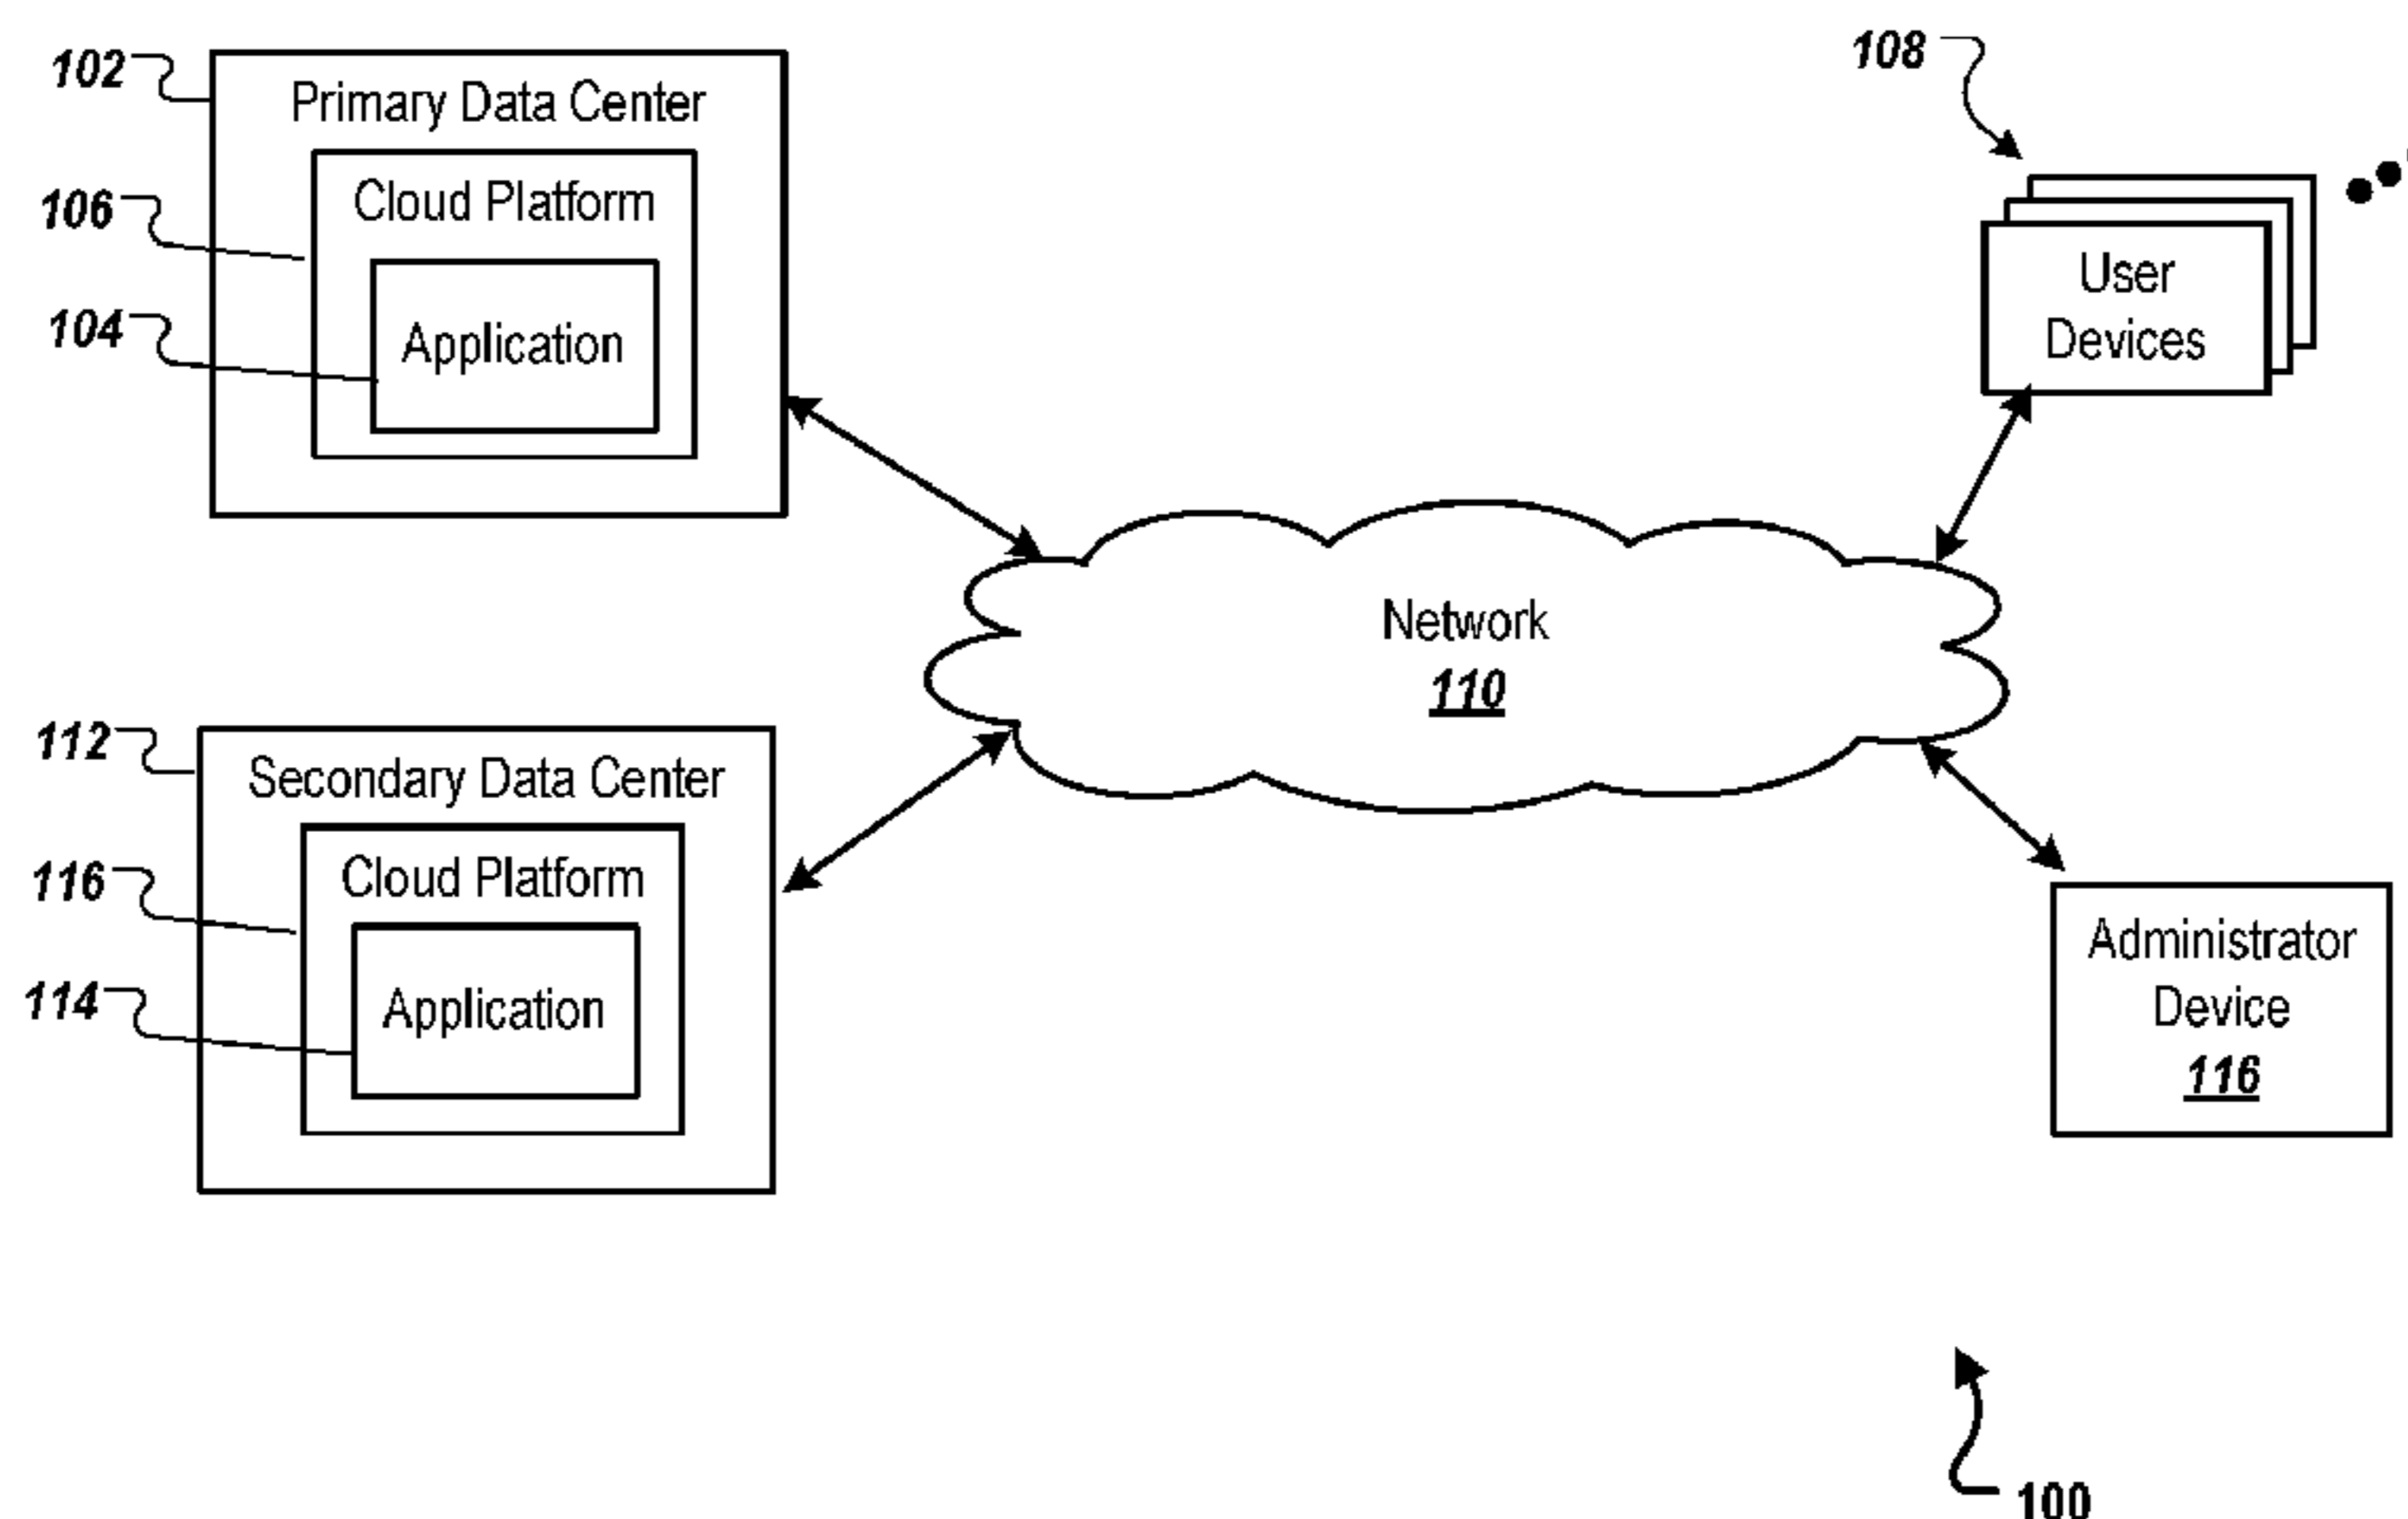 102
Primary Data Center
106
Cloud Platform
104
Application
108
User
Devices
Network
110
112
Secondary Data Center
116
Cloud Platform
114
Application
Administrator
Device
116
100